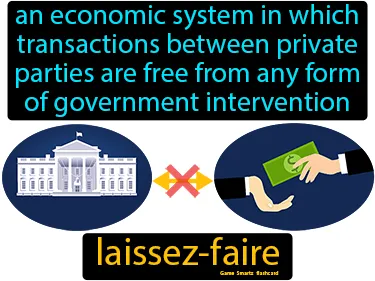 an economic system in which
transactions between private
parties are free from any form
of government intervention
laissez-faire
Game Smartz flashcard